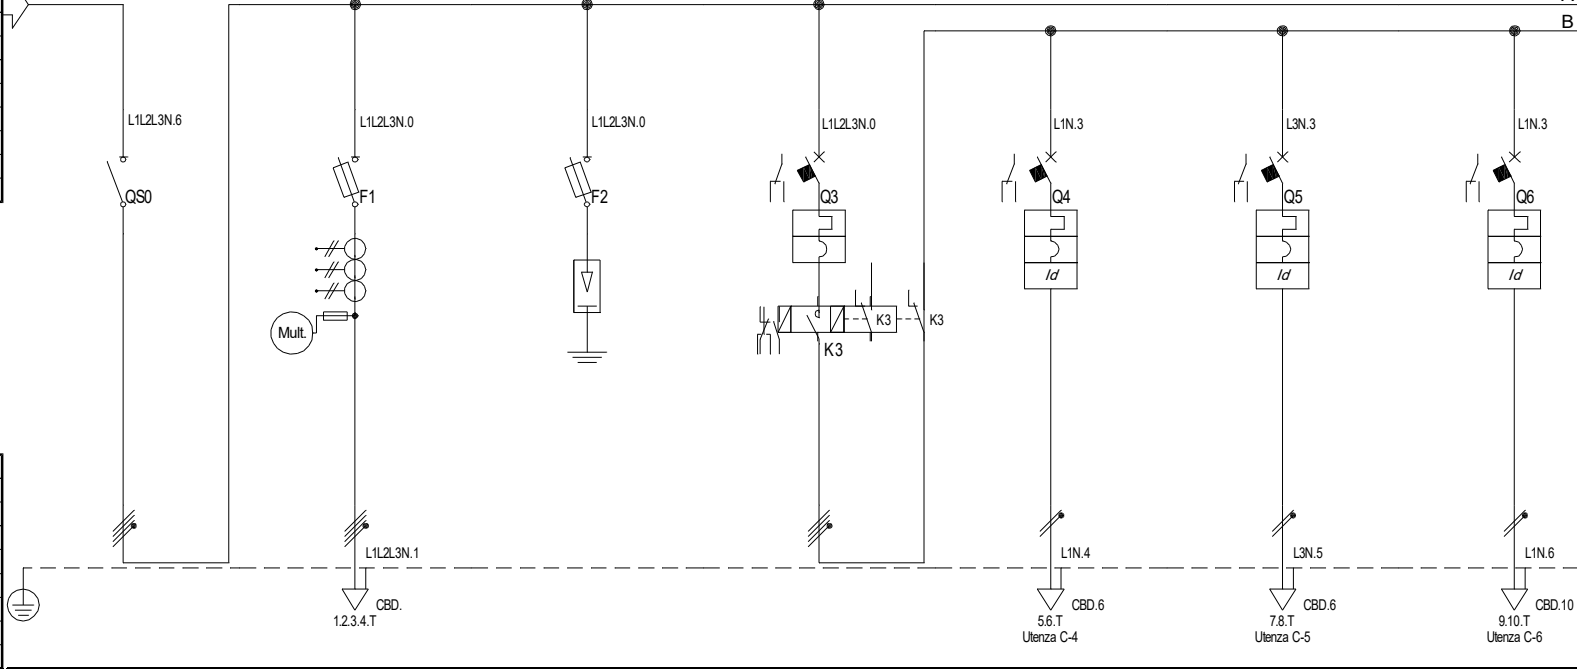 B
L1L2L3N.6
L1L2L3N.0
L1L2L3N.0
L1L2L3N.0
L1N.3
L3N.3
L1N.3
QS0
F1
F2
Q3
Q4
Q5
Q6
Id
Id
Id
Mult.
K3
K3
K3
L1L2L3N.1
L1N.4
L3N.5
L1N.6
CBD.
CBD.6
CBD.6
CBD.10
1.2.3.4.T
5.6.T
7.8.T
9.10.T
Utenza C-4
Utenza C-5
Utenza C-6